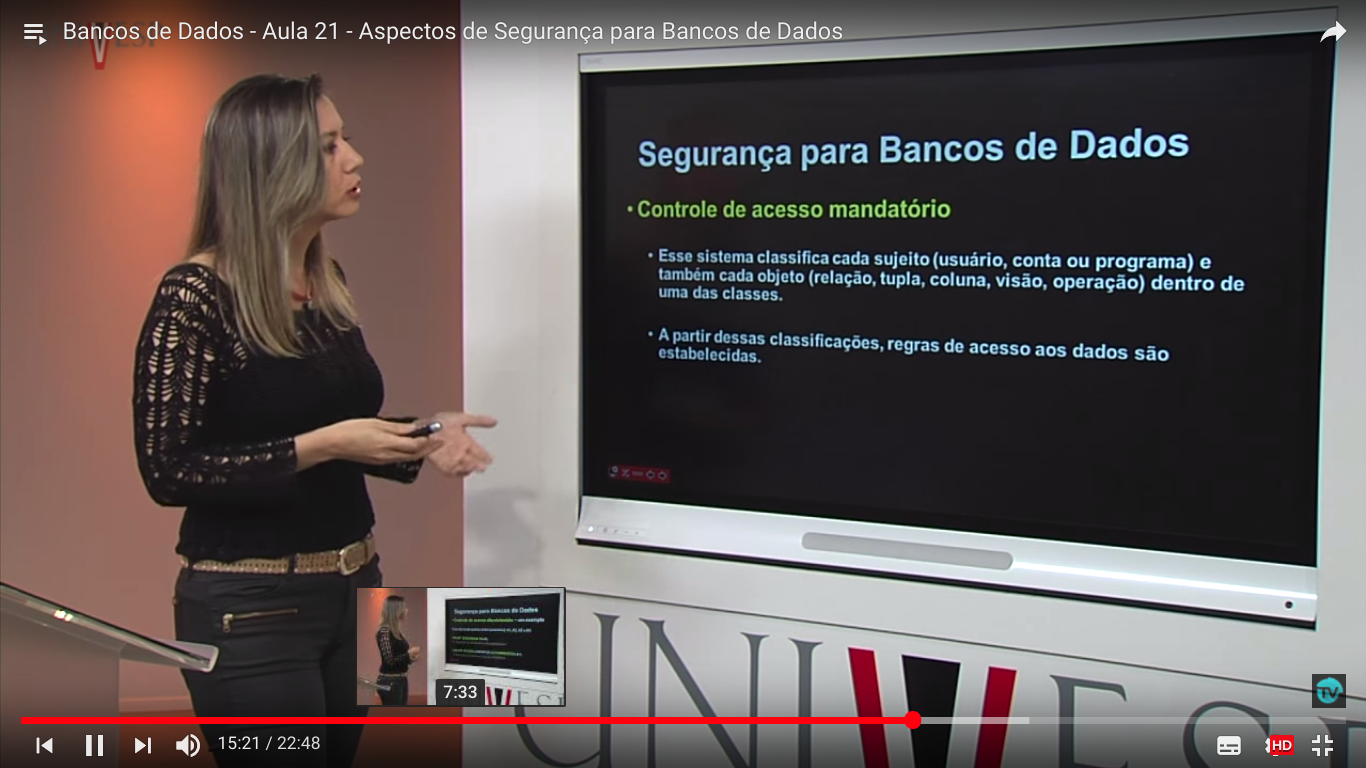 Bancos de Dados - Aula 21 - Aspectos de Segurança para Bancos de Dados
Segurança para Bancos de Dados
• Controle de acesso mandatório
• Esse sistema classifica cada sujeito (usuário, conta ou programa) e
também cada objeto (relação, tupla, coluna, visão, operação) dentro de
uma das classes.
• A partir dessas classificações, regras de acesso aos dados são
estabelecidas.
Segurança para Bancos de Dados
7:33
UNIVESP
TV
15:21 / 22:48
HD